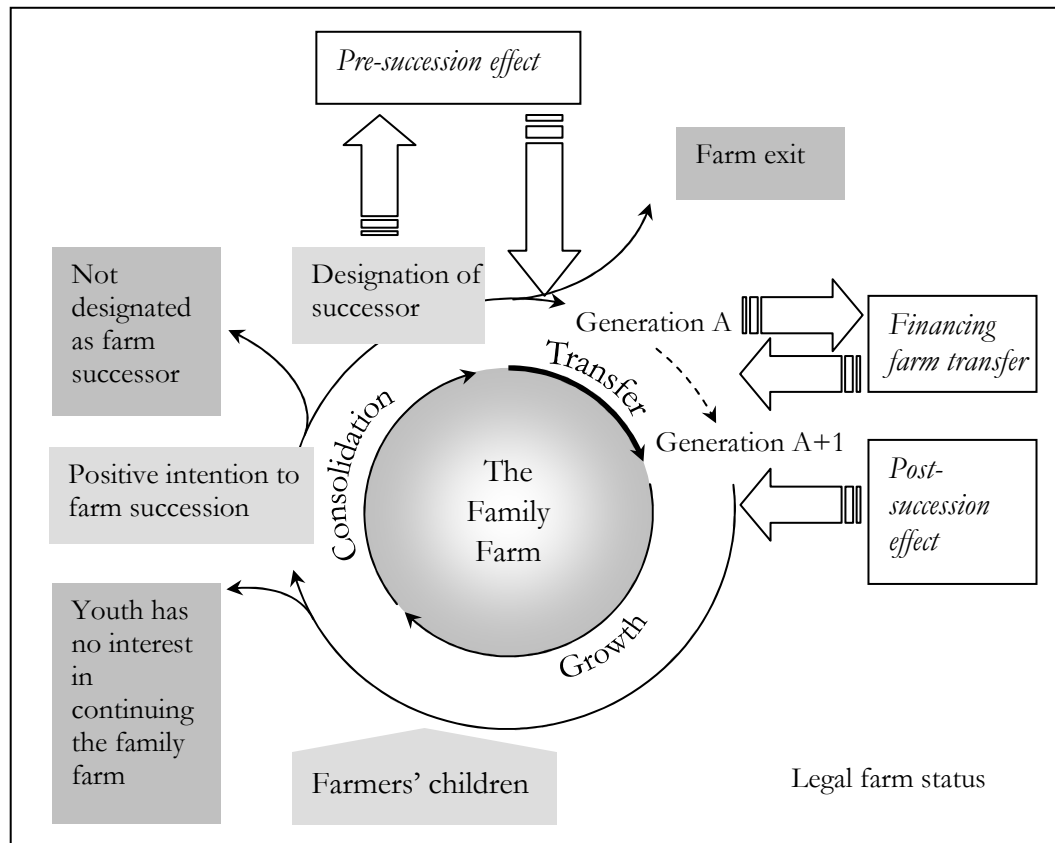 Pre-succession effect
Farm exit
Not
designated
as farm
successor
Designation of
successor
Generation A
Financing
farm transfer
Transfer
Consolidation
Generation A+1
Positive intention to
farm succession
The
Family
Farm
Post-
succession
effect
Youth has
no interest
in
continuing
the family
farm
Growth
Farmers’ children
Legal farm status